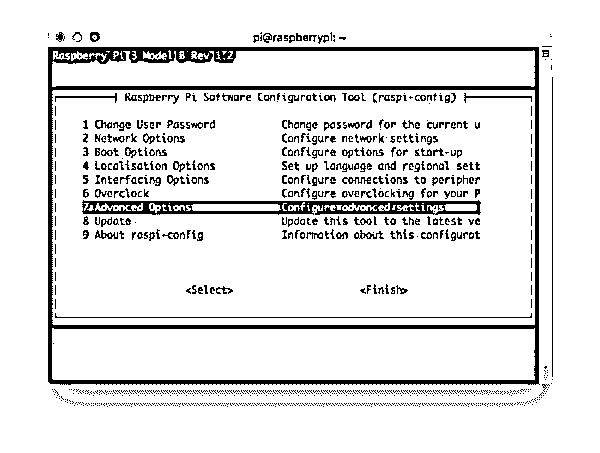 pi@raspberrypi: ~
Raspberry Pi 3 Model B Rev 1.2
Raspberry Pi Software Configuration Tool (raspi-config)
1 Change User Password Change password for the current u
2 Network Options Configure network settings
3 Boot Options Configure options for start-up
4 Localisation Options Set up language and regional sett
5 Interfacing Options Configure connections to peripher
6 Overclock Configure overclocking for your P
7 Advanced Options Configure advanced settings
8 Update Update this tool to the latest ve
9 About raspi-config Information about this configurat
<Select> <Finish>